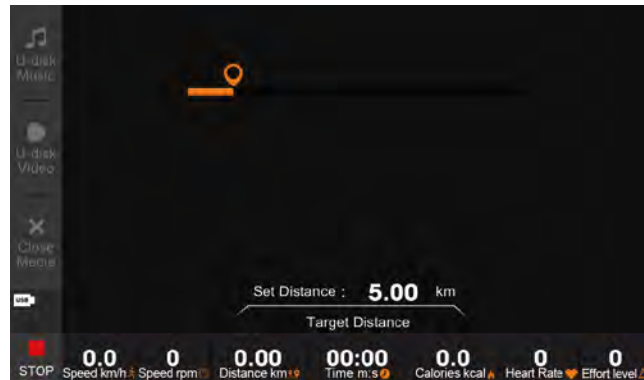 U-disk
Music
U-disk
Video
Close
Media
USB
Set Distance : 5.00 km
Target Distance
STOP
0.0 0 0.00 00:00 0.0 0 0
Speed km/h Speed rpm Distance km Time m:s Calories kcal Heart Rate Effort level